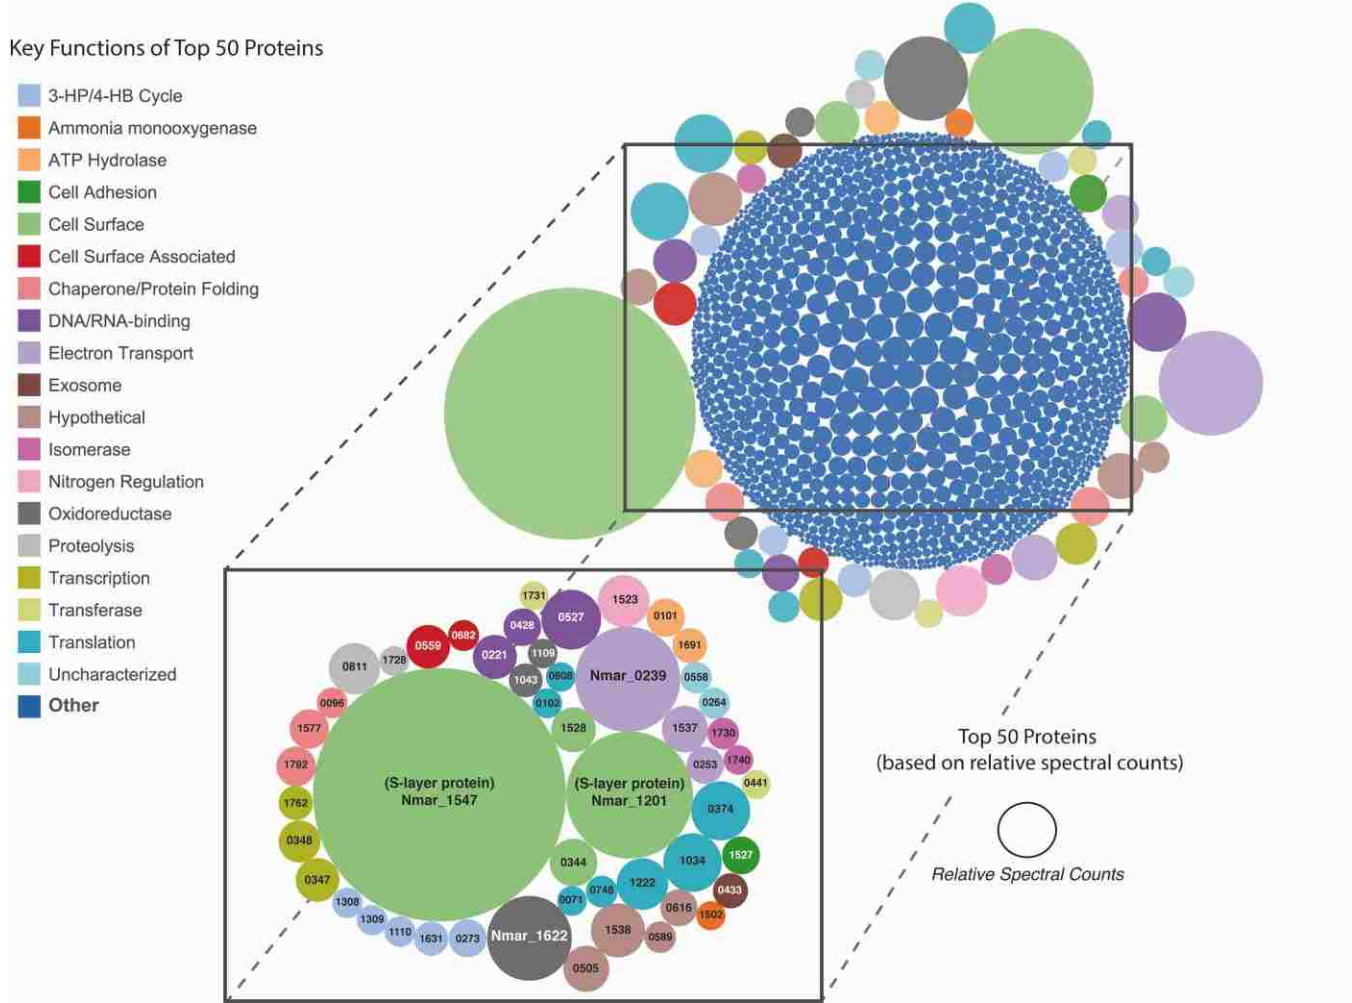 Key Functions of Top 50 Proteins
3-HP/4-HB Cycle
Ammonia monooxygenase
ATP Hydrolase
Cell Adhesion
Cell Surface
Cell Surface Associated
Chaperone/Protein Folding
DNA/RNA-binding
Electron Transport
Exosome
Hypothetical
Isomerase
Nitrogen Regulation
Oxidoreductase
Proteolysis
Transcription
Transferase
Translation
Uncharacterized
Other
1731
1523
0527
0101
0428
0682
0559
1691
1109
0221
1728
0811
Nmar_0239
0558
1043
0808
0102
0264
0096
1577
1528
1537
1730
1740
1792
0253
0441
(S-layer protein)
Nmar_1547
(S-layer protein)
Nmar_1201
1762
0374
0348
1527
0344
1034
0347
1222
0748
0433
0071
1308
0616
1502
1309
1110
1631
0273
Nmar_1622
1538
0589
0505
Top 50 Proteins
(based on relative spectral counts)
Relative Spectral Counts